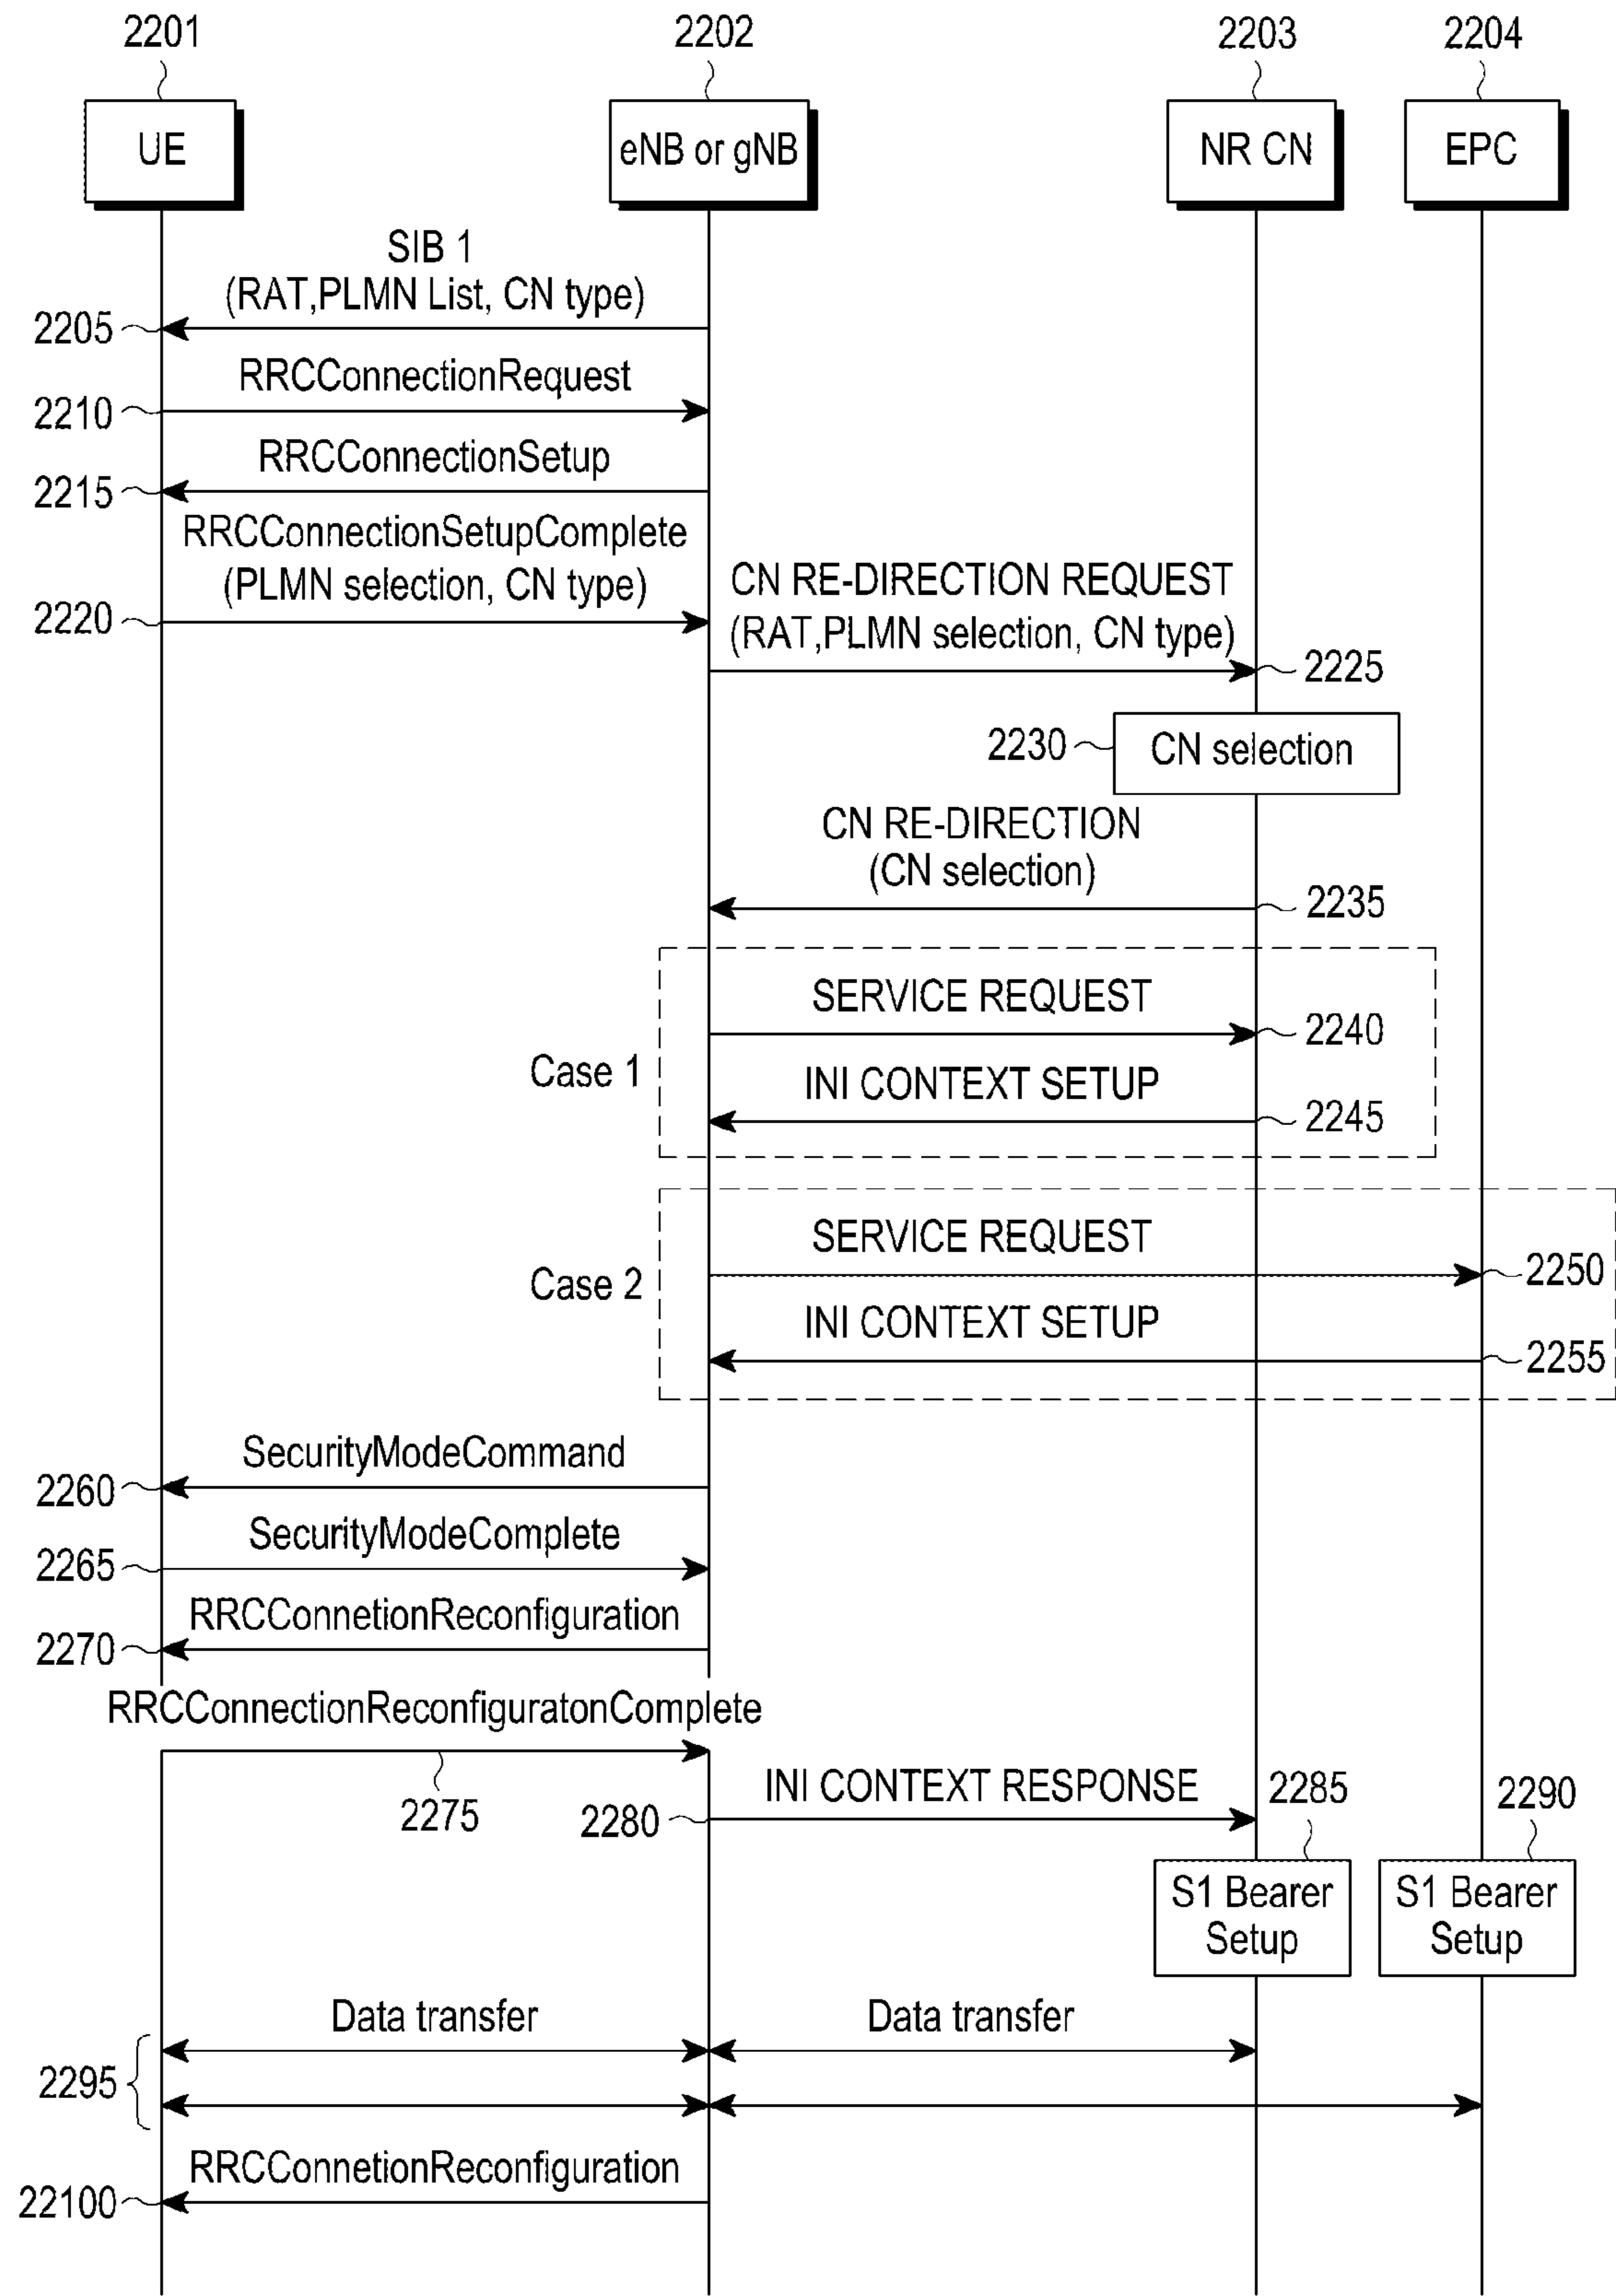 2201
2202
2203
2204
UE
eNB or gNB
NR CN
EPC
SIB 1
(RAT,PLMN List, CN type)
2205
RRCConnectionRequest
2210
RRCConnectionSetup
2215
RRCConnectionSetupComplete
(PLMN selection, CN type)
2220
CN RE-DIRECTION REQUEST
(RAT,PLMN selection, CN type)
2225
2230
CN selection
CN RE-DIRECTION
(CN selection)
2235
SERVICE REQUEST
2240
Case 1
INI CONTEXT SETUP
2245
SERVICE REQUEST
2250
Case 2
INI CONTEXT SETUP
2255
SecurityModeCommand
2260
SecurityModeComplete
2265
RRCConnetionReconfiguration
2270
RRCConnectionReconfiguratonComplete
2275
INI CONTEXT RESPONSE
2280
2285
2290
S1 Bearer
Setup
S1 Bearer
Setup
Data transfer
Data transfer
2295
RRCConnetionReconfiguration
22100